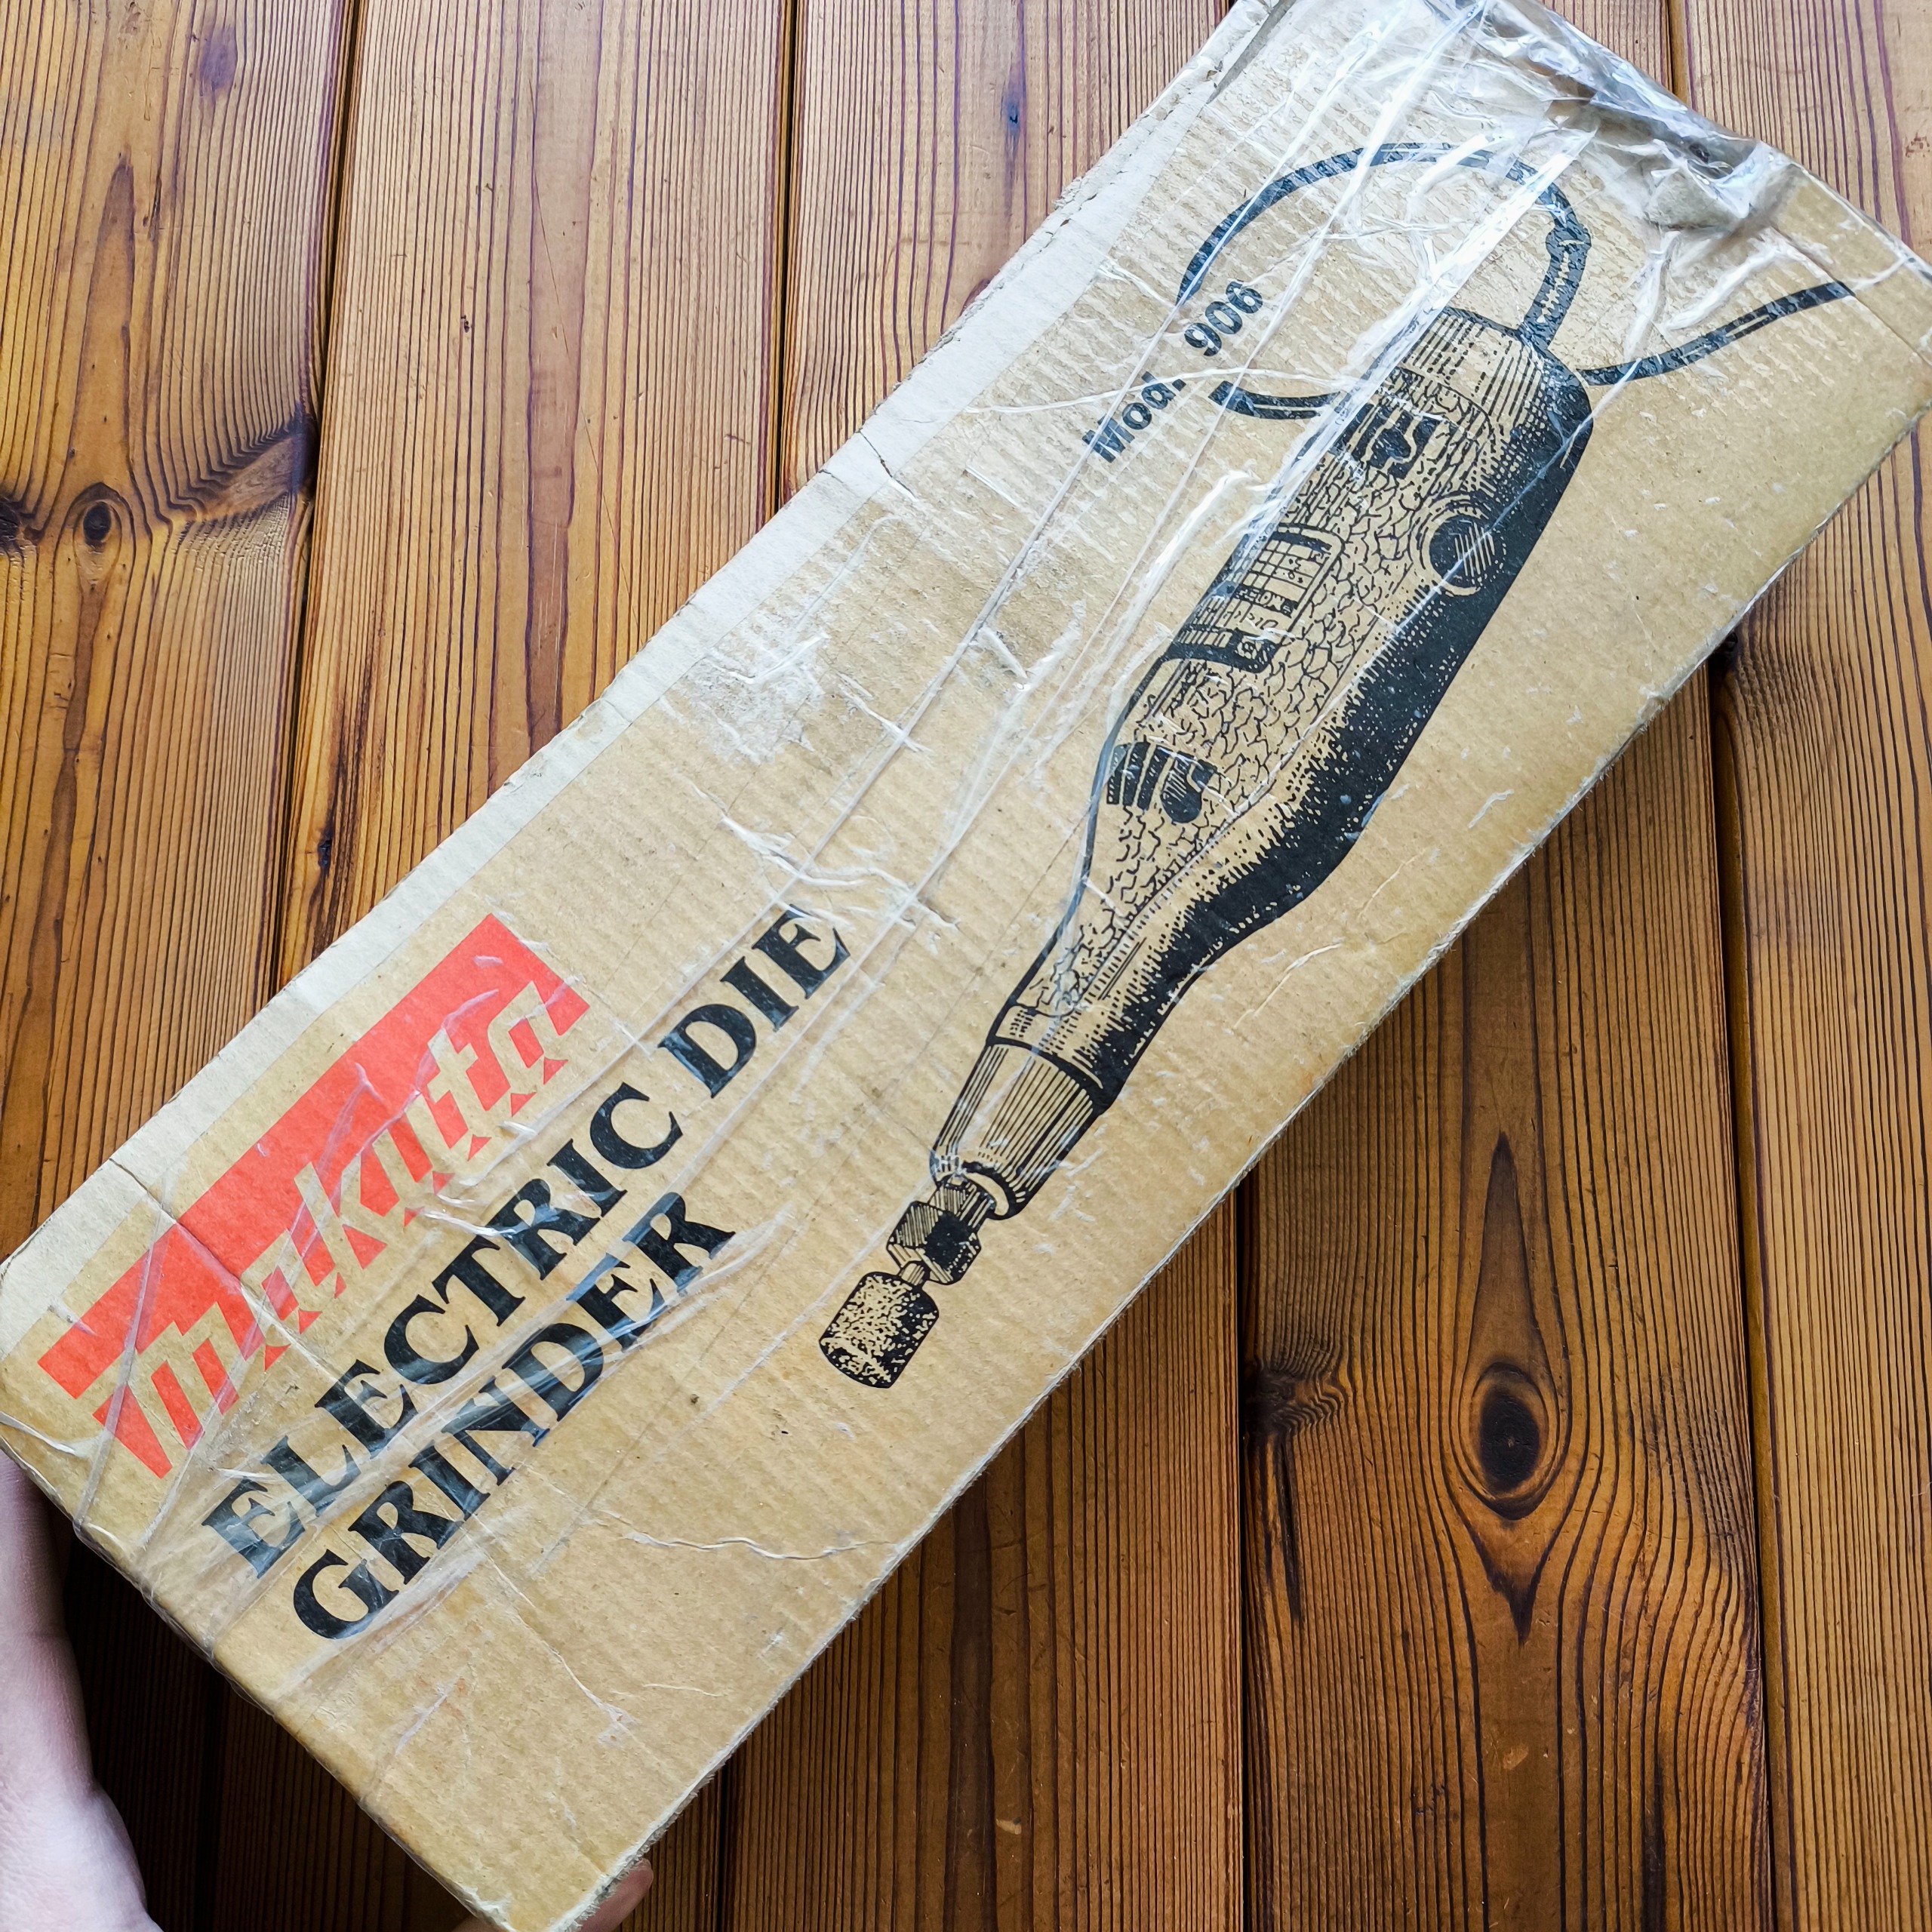 makita
ELECTRIC DIE
GRINDER
Mod. 906